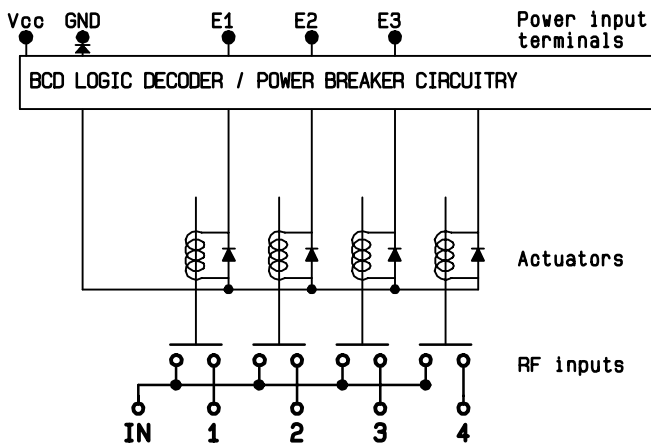 Vcc GND E1 E2 E3 Power input
terminals
BCD LOGIC DECODER / POWER BREAKER CIRCUITRY
Actuators
RF inputs
IN 1 2 3 4